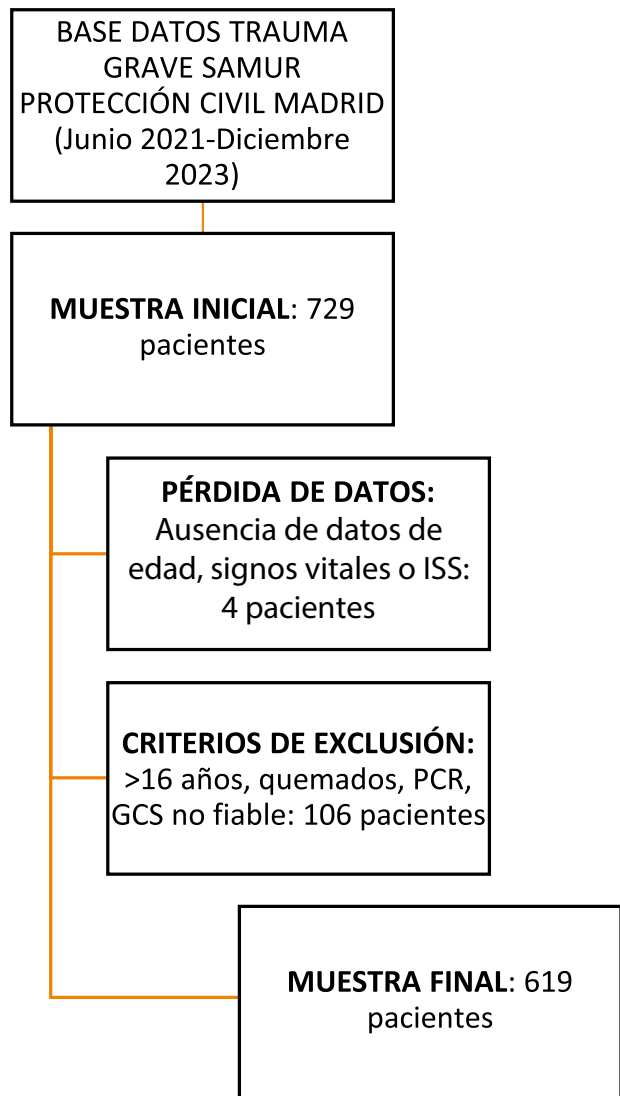 BASE DATOS TRAUMA
GRAVE SAMUR
PROTECCIÓN CIVIL MADRID
(Junio 2021-Diciembre
2023)
MUESTRA INICIAL: 729
pacientes
PÉRDIDA DE DATOS:
Ausencia de datos de
edad, signos vitales o ISS:
4 pacientes
CRITERIOS DE EXCLUSIÓN:
>16 años, quemados, PCR,
GCS no fiable: 106 pacientes
MUESTRA FINAL: 619
pacientes